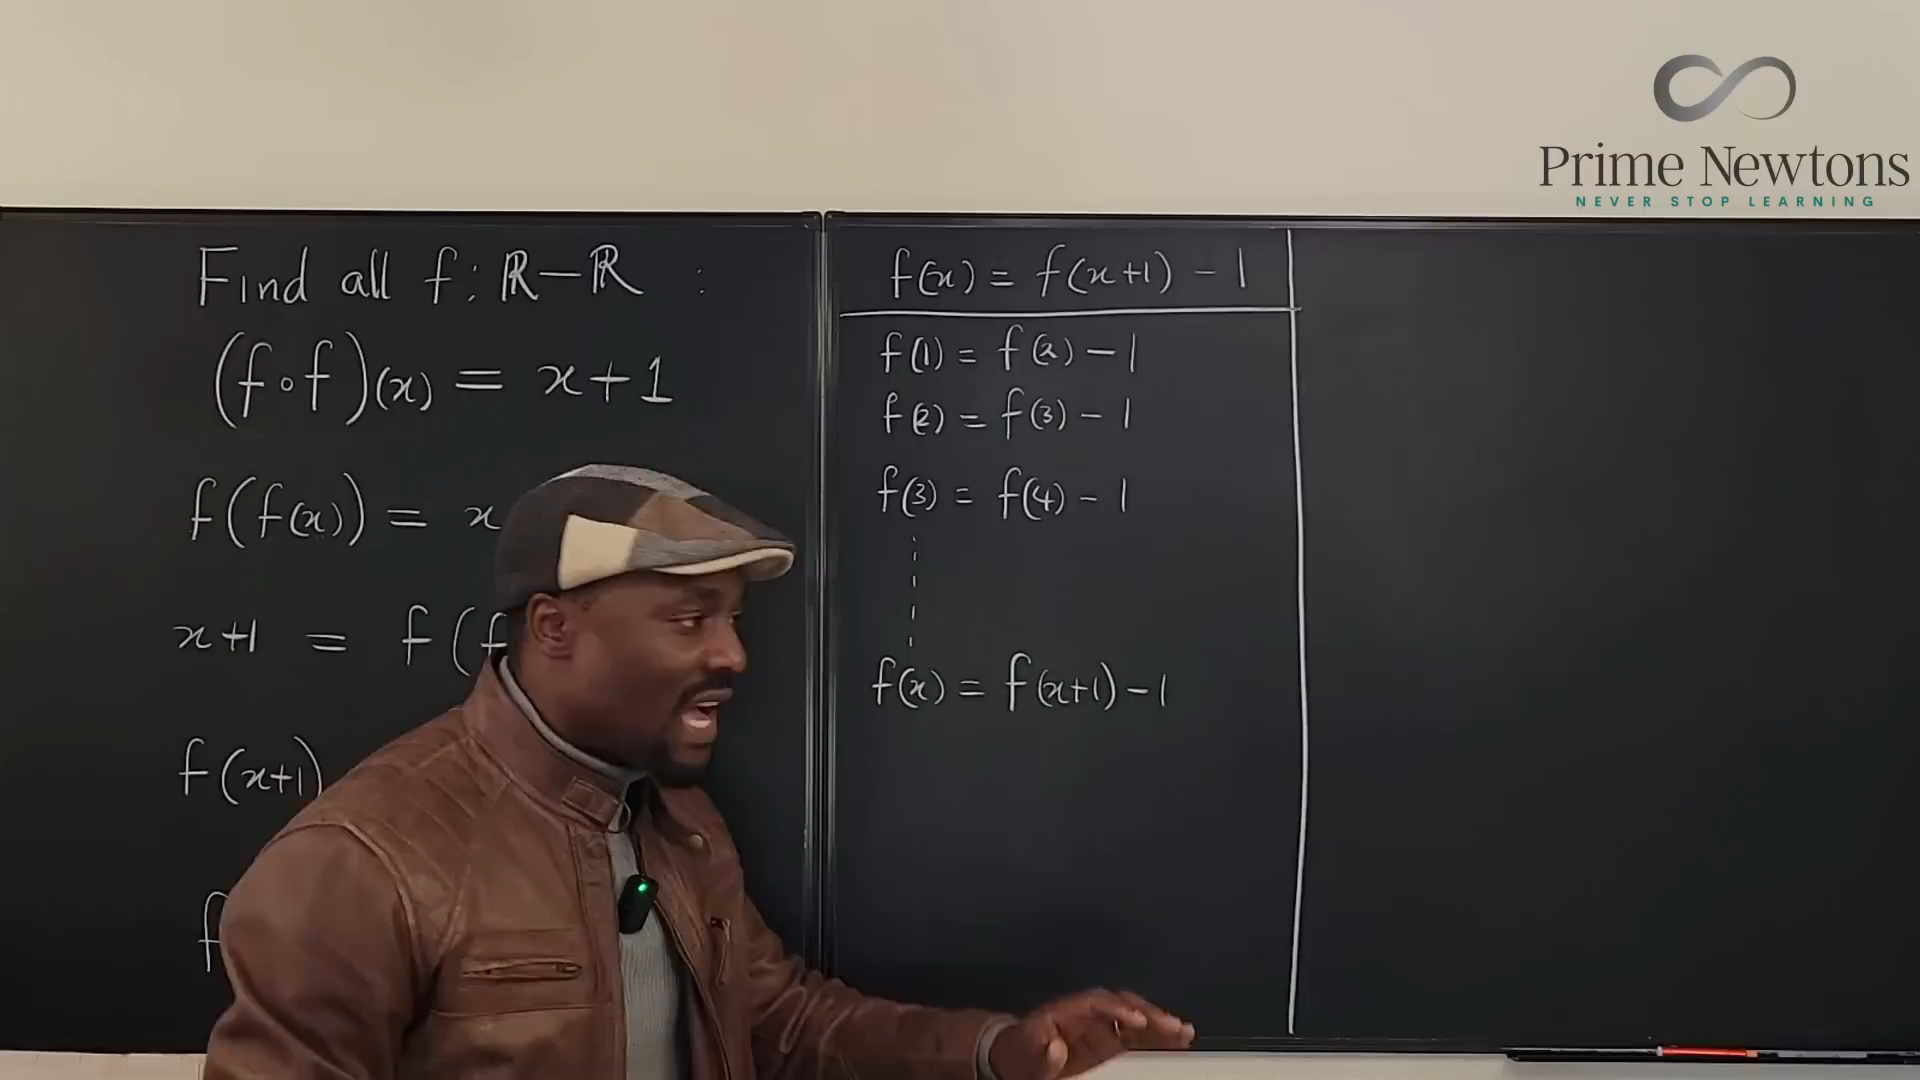 Prime Newtons
NEVER STOP LEARNING
Find all f: ℝ—ℝ :
(f∘f)(x) = x+1
f(f(x)) = x
x+1 = f(f
f(x+1)
f
f(x) = f(x+1) - 1
f(1) = f(2) - 1
f(2) = f(3) - 1
f(3) = f(4) - 1
f(x) = f(x+1) - 1